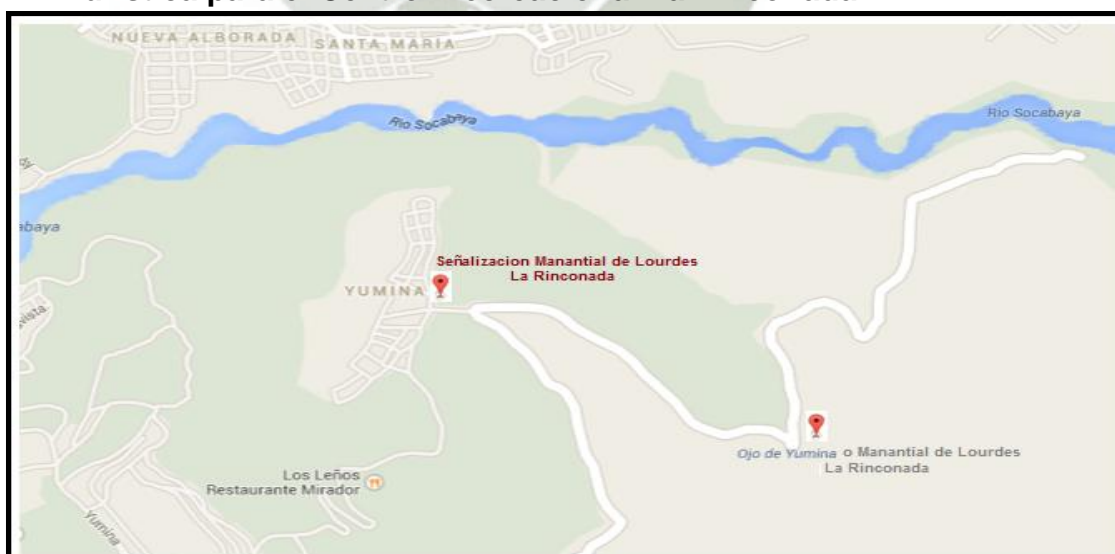 NUEVA ALBORADA
SANTA MARIA
Rio Socabaya
Rio Socabaya
Señalizacion Manantial de Lourdes
La Rinconada
YUMINA
Ojo de Yumina o Manantial de Lourdes
La Rinconada
Los Leños
Restaurante Mirador
Yumina